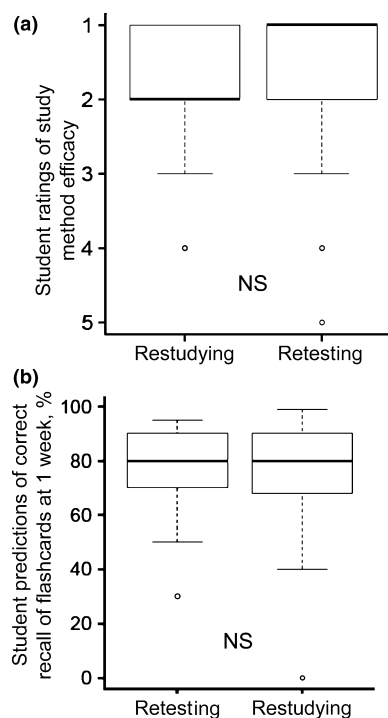 (a)
Student ratings of study
method efficacy
1
2
3
4
5
NS
Restudying Retesting
(b)
Student predictions of correct
recall of flashcards at 1 week, %
100
80
60
40
20
0
NS
Retesting Restudying